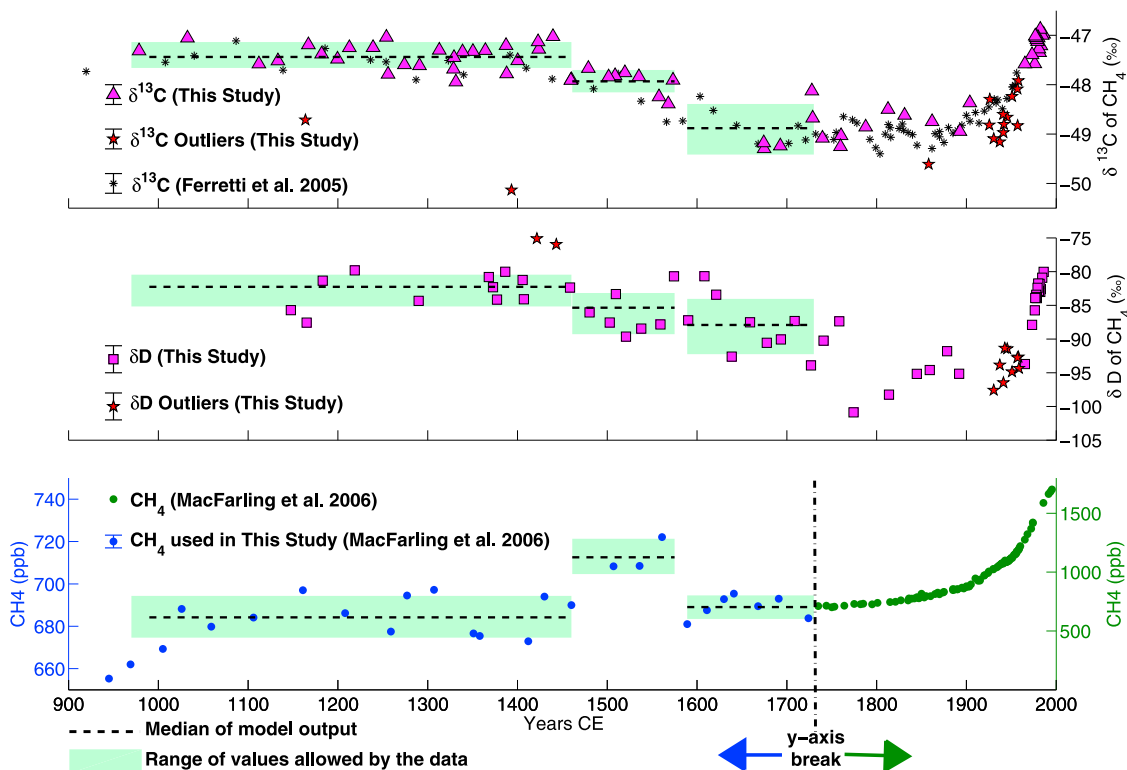 −47
−48
−49
−50
δ 13C of CH4 (‰)
δ13C (This Study)
δ13C Outliers (This Study)
δ13C (Ferretti et al. 2005)
−75
−80
−85
−90
−95
−100
−105
δ D of CH4 (‰)
δD (This Study)
δD Outliers (This Study)
740
720
700
680
660
CH4 (ppb)
CH4 (MacFarling et al. 2006)
CH4 used in This Study (MacFarling et al. 2006)
1500
1000
500
CH4 (ppb)
900 1000 1100 1200 1300 1400 1500 1600 1700 1800 1900 2000
Years CE
Median of model output
Range of values allowed by the data
y−axis
break